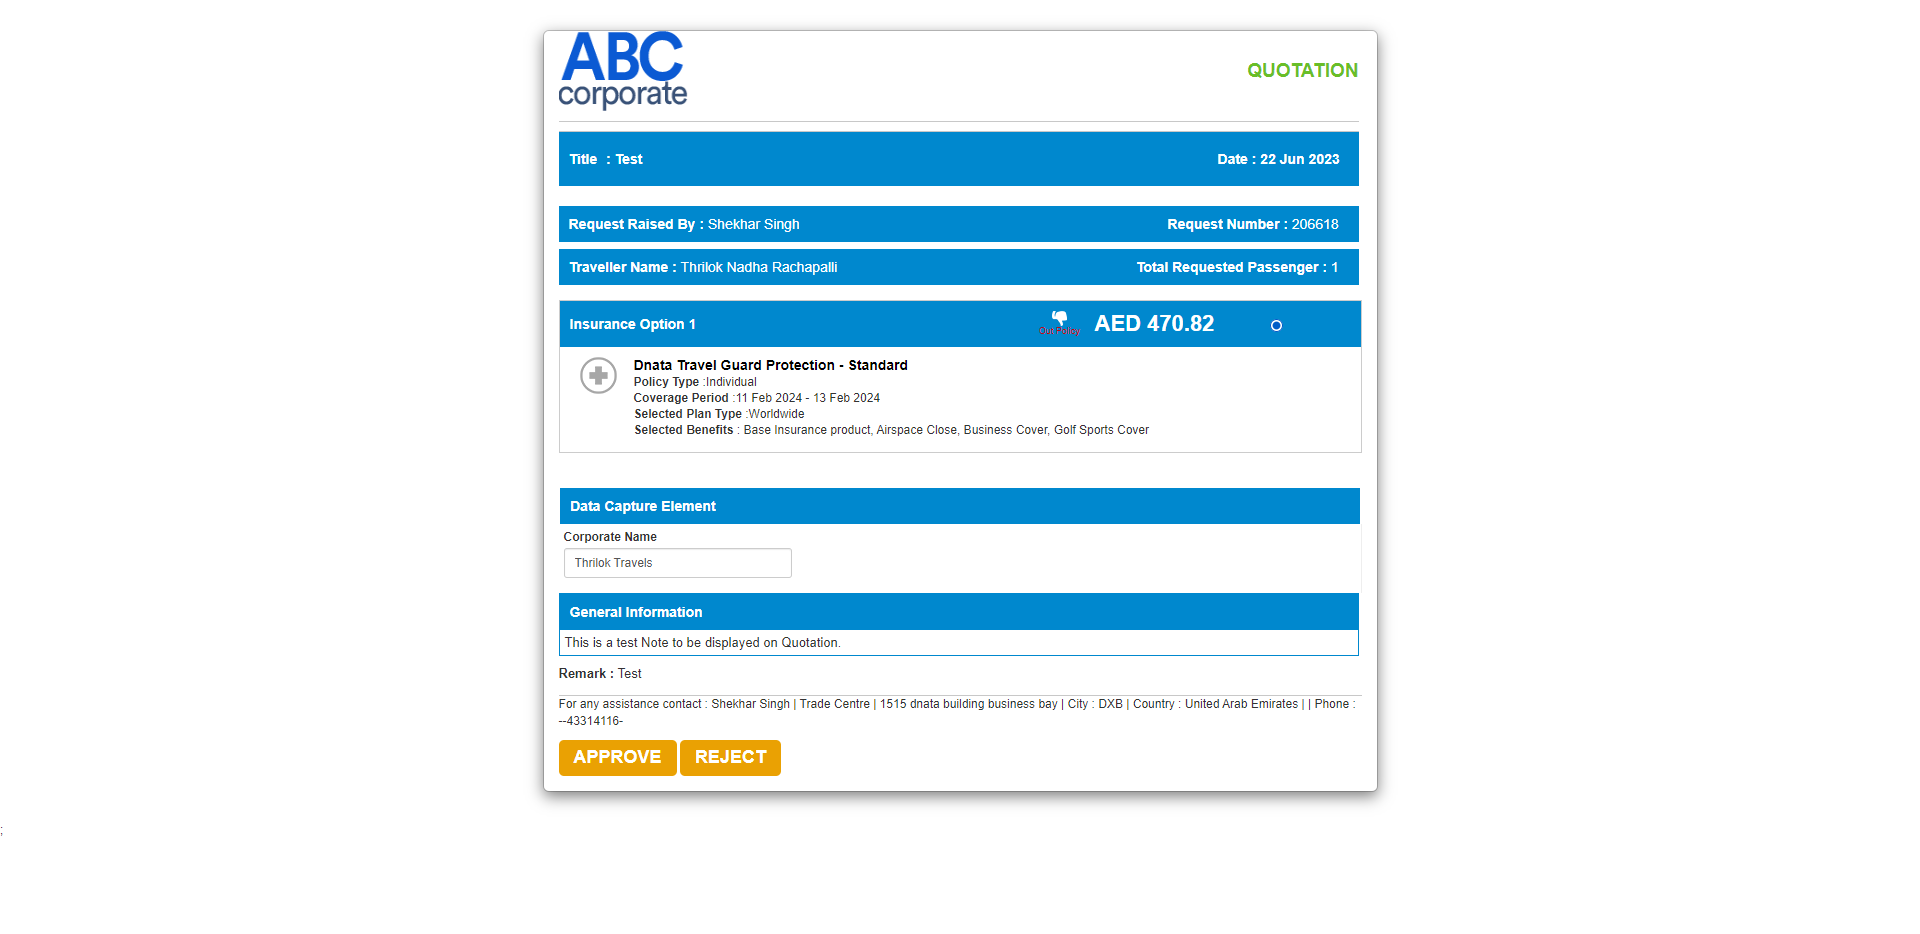 ABC
corporate
QUOTATION
Title : Test
Date : 22 Jun 2023
Request Raised By : Shekhar Singh
Request Number : 206618
Traveller Name : Thrilok Nadha Rachapalli
Total Requested Passenger : 1
Insurance Option 1
Out Policy
AED 470.82
Dnata Travel Guard Protection - Standard
Policy Type :Individual
Coverage Period :11 Feb 2024 - 13 Feb 2024
Selected Plan Type :Worldwide
Selected Benefits : Base Insurance product, Airspace Close, Business Cover, Golf Sports Cover
Data Capture Element
Corporate Name
Thrilok Travels
General Information
This is a test Note to be displayed on Quotation.
Remark : Test
For any assistance contact : Shekhar Singh | Trade Centre | 1515 dnata building business bay | City : DXB | Country : United Arab Emirates | | Phone :
--43314116-
APPROVE REJECT
;